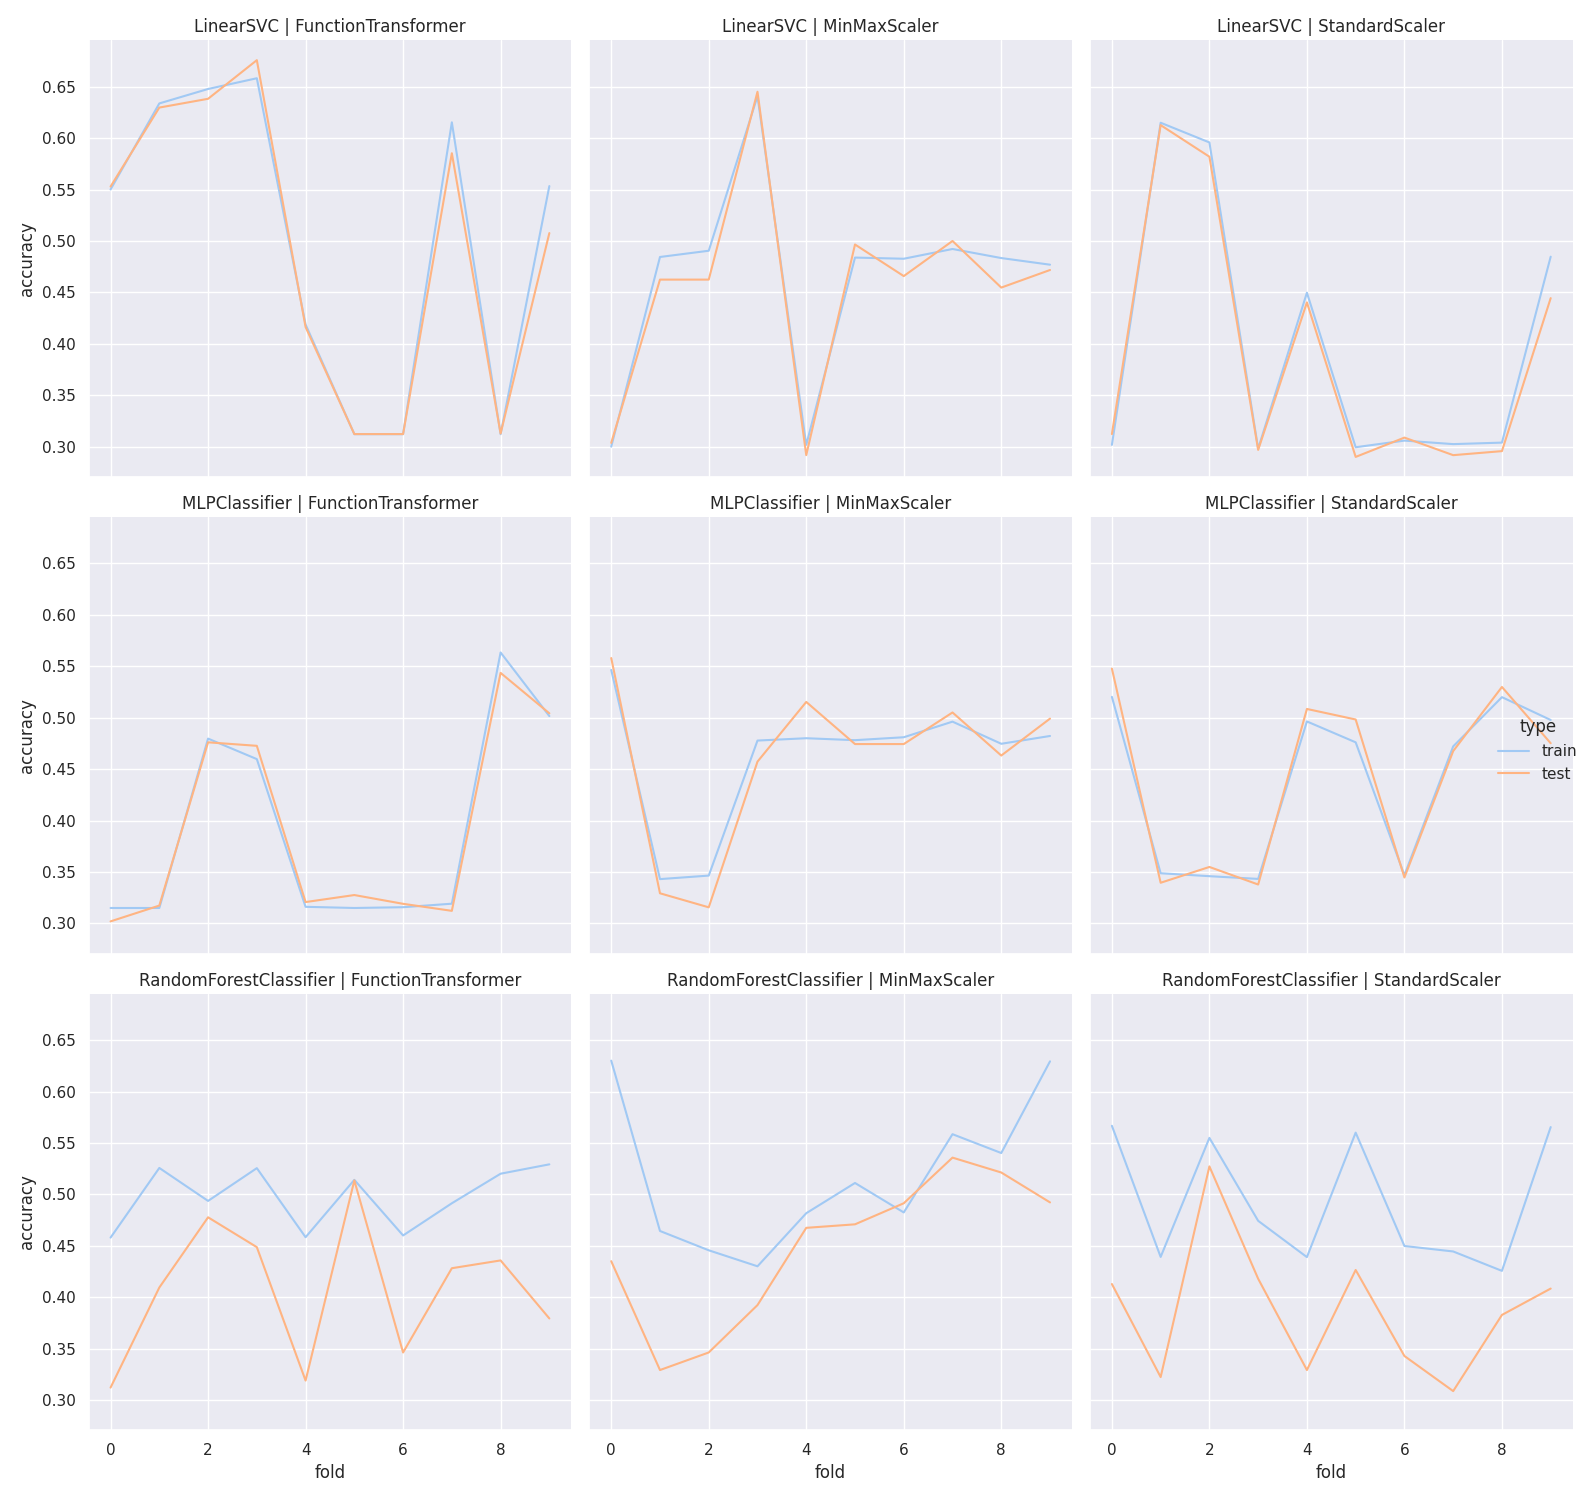 LinearSVC | FunctionTransformer
LinearSVC | MinMaxScaler
LinearSVC | StandardScaler
0.65
0.60
0.55
0.50
0.45
0.40
0.35
0.30
accuracy
MLPClassifier | FunctionTransformer
MLPClassifier | MinMaxScaler
MLPClassifier | StandardScaler
0.65
0.60
0.55
0.50
0.45
0.40
0.35
0.30
accuracy
type
train
test
RandomForestClassifier | FunctionTransformer
RandomForestClassifier | MinMaxScaler
RandomForestClassifier | StandardScaler
0.65
0.60
0.55
0.50
0.45
0.40
0.35
0.30
accuracy
0 2 4 6 8
0 2 4 6 8
0 2 4 6 8
fold
fold
fold